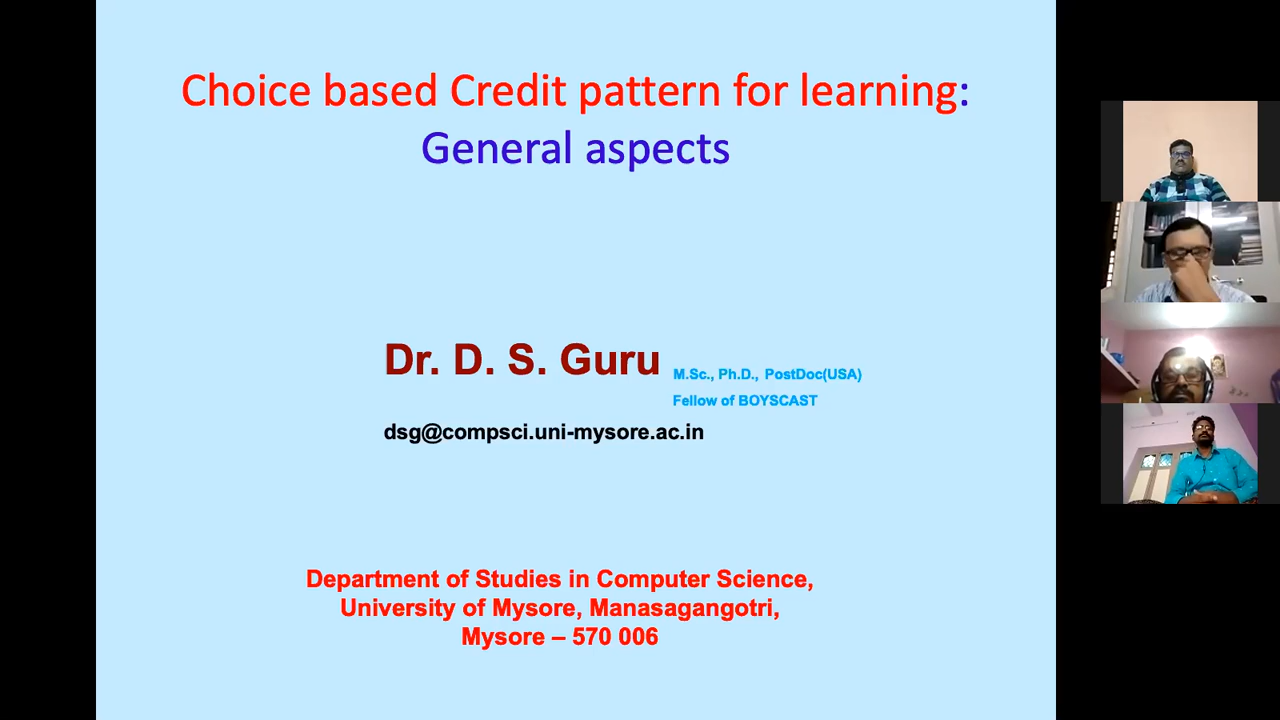 Choice based Credit pattern for learning:
General aspects
Dr. D. S. Guru M.Sc., Ph.D., PostDoc(USA)
Fellow of BOYSCAST
dsg@compsci.uni-mysore.ac.in
Department of Studies in Computer Science,
University of Mysore, Manasagangotri,
Mysore – 570 006